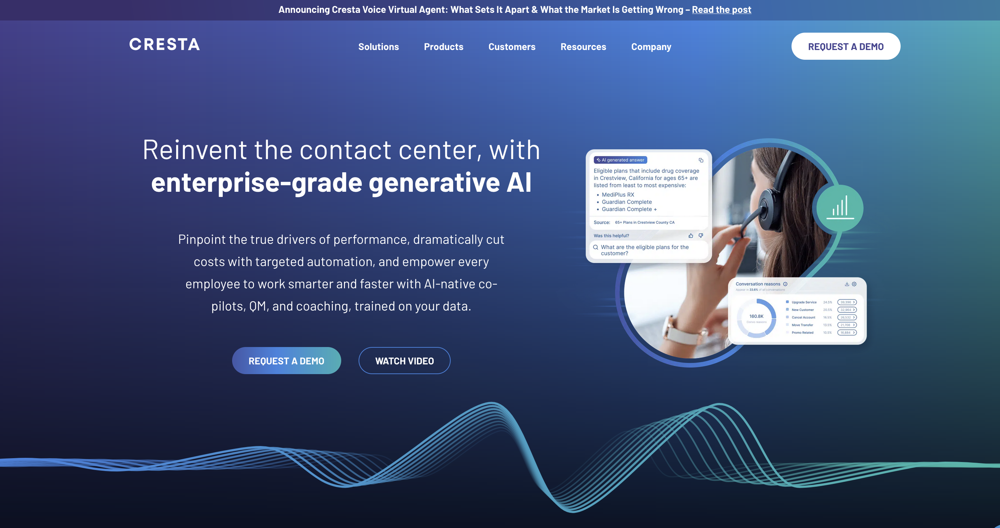 Announcing Cresta Voice Virtual Agent: What Sets It Apart & What the Market Is Getting Wrong – Read the post
CRESTA
Solutions
Products
Customers
Resources
Company
REQUEST A DEMO
Reinvent the contact center, with
enterprise-grade generative AI
Pinpoint the true drivers of performance, dramatically cut
costs with targeted automation, and empower every
employee to work smarter and faster with AI-native co-
pilots, QM, and coaching, trained on your data.
REQUEST A DEMO
WATCH VIDEO
AI generated answer
Eligible plans that include drug coverage
in Crestview, California for ages 65+ are
listed from least to most expensive:
• MediPlus RX
• Guardian Complete
• Guardian Complete +
Source: 65+ Plans in Crestview County CA
Was this helpful?
What are the eligible plans for the
customer?
Conversation reasons
Appear in 33.6% of all conversations
160.8K
Convo reasons
Upgrade Service 24.5% 39,396
New Customer 20.5% 32,964
Cancel Account 16.5% 26,532
Move Transfer 13.5% 21,708
Promo Related 10.5% 16,884